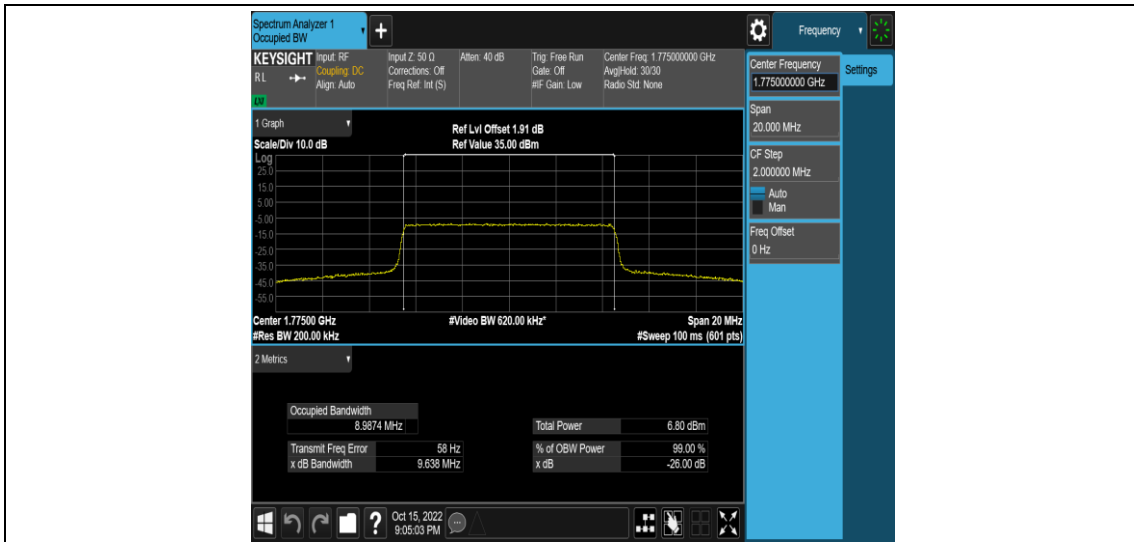 Spectrum Analyzer 1
Occupied BW
+
Frequency
KEYSIGHT
RL
Input: RF
Coupling: DC
Align: Auto
Input Z: 50 Ω
Corrections: Off
Freq Ref: Int (S)
Atten: 40 dB
Trig: Free Run
Gate: Off
#IF Gain: Low
Center Freq: 1.775000000 GHz
Avg|Hold: 30/30
Radio Std: None
Center Frequency
1.775000000 GHz
Settings
Span
20.000 MHz
CF Step
2.000000 MHz
Auto
Man
Freq Offset
0 Hz
1 Graph
Scale/Div 10.0 dB
Ref Lvl Offset 1.91 dB
Ref Value 35.00 dBm
Log
25.0
15.0
5.00
-5.00
-15.0
-25.0
-35.0
-45.0
-55.0
Center 1.77500 GHz
#Video BW 620.00 kHz*
Span 20 MHz
#Res BW 200.00 kHz
#Sweep 100 ms (601 pts)
2 Metrics
Occupied Bandwidth
8.9874 MHz
Transmit Freq Error 58 Hz
x dB Bandwidth 9.638 MHz
Total Power 6.80 dBm
% of OBW Power 99.00 %
x dB -26.00 dB
?
Oct 15, 2022
9:05:03 PM